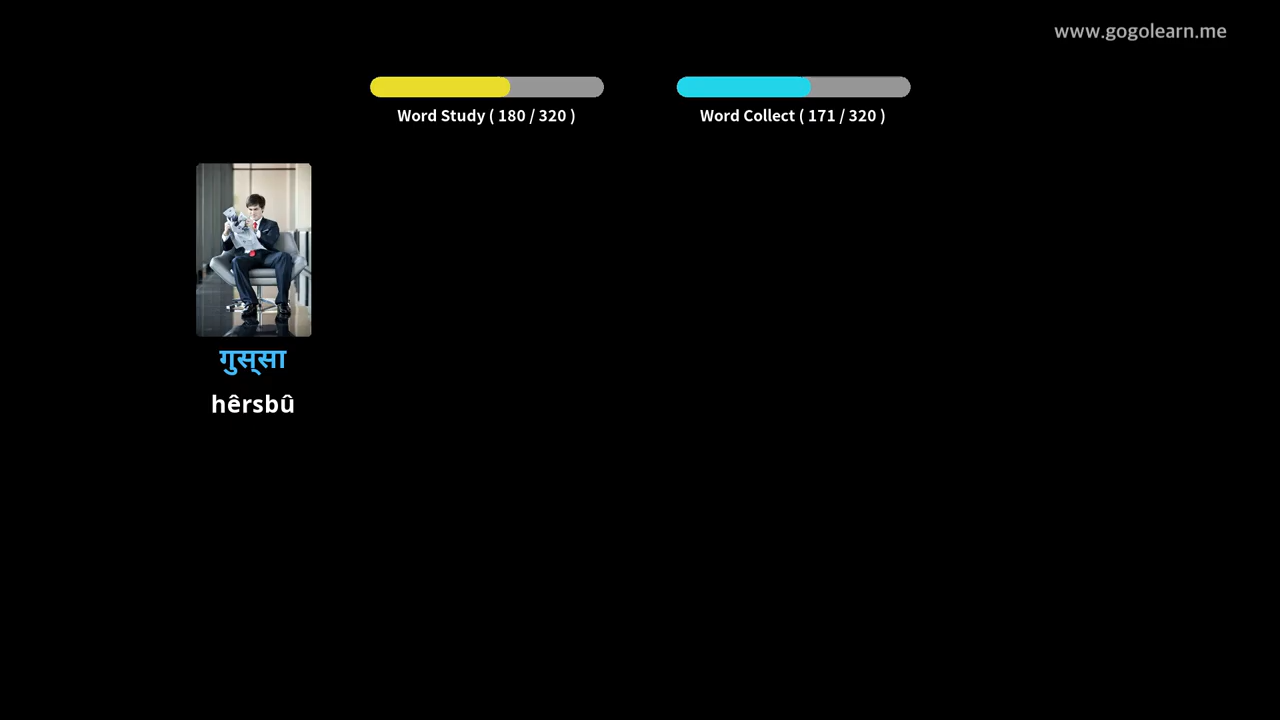 www.gogolearn.me
Word Study ( 180 / 320 )
Word Collect ( 171 / 320 )
गुस्‌सा
hêrsbû